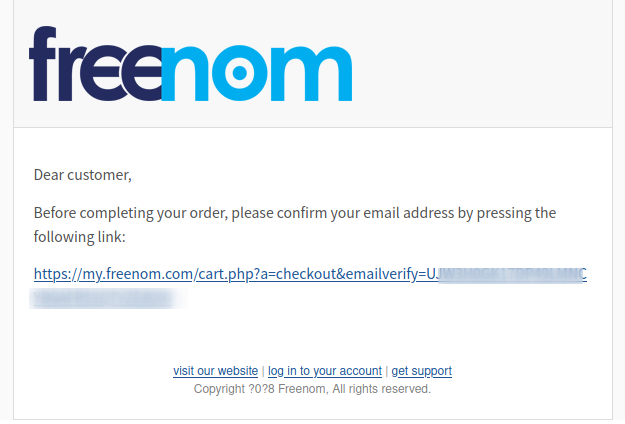 freenom
Dear customer,
Before completing your order, please confirm your email address by pressing the
following link:
https://my.freenom.com/cart.php?a=checkout&emailverify=UJ
visit our website | log in to your account | get support
Copyright ?0?8 Freenom, All rights reserved.